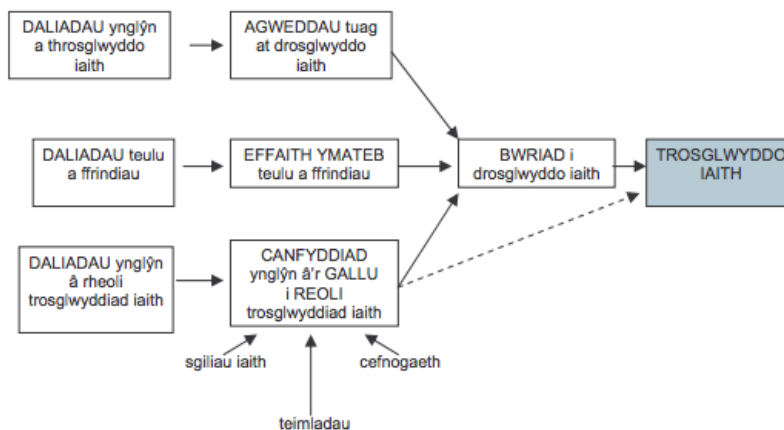 DALIADAU ynglŷn
a throsglwyddo
iaith
AGWEDDAU tuag
at drosglwyddo
iaith
DALIADAU teulu
a ffrindiau
EFFAITH YMATEB
teulu a ffrindiau
BWRIAD i
drosglwyddo iaith
TROSGLWYDDO
IAITH
DALIADAU ynglŷn
â rheoli
trosglwyddiad iaith
CANFYDDIAD
ynglŷn â'r GALLU
i REOLI
trosglwyddiad iaith
sgiliau iaith
cefnogaeth
teimladau